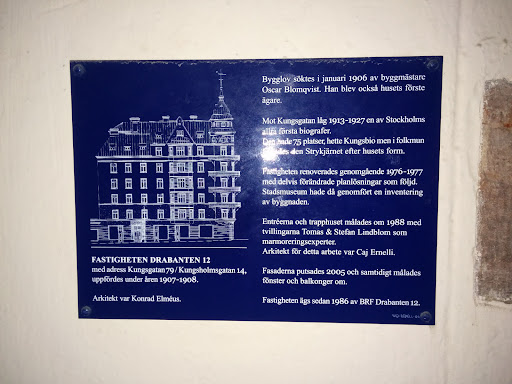 FASTIGHETEN DRABANTEN 12
med adress Kungsgatan 79 / Kungsholmsgatan 14,
uppfördes under åren 1907-1908.
Arkitekt var Konrad Elméus.
Bygglov söktes i januari 1906 av byggmästare
Oscar Blomqvist. Han blev också husets förste
ägare.
Mot Kungsgatan låg 1913-1927 en av Stockholms
allra första biografer.
Den hade 75 platser, hette Kungsbio men i folkmun
den Strykjärnet efter husets form.
Fastigheten renoverades genomgående 1976-1977
med delvis förändrade planlösningar som följd.
Stadsmuseum hade då genomfört en inventering
av byggnaden.
Entréerna och trapphuset målades om 1988 med
tvillingarna Tomas & Stefan Lindblom som
marmoreringsexperter.
Arkitekt för detta arbete var Caj Ernelli.
Fasaderna putsades 2005 och samtidigt målades
fönster och balkonger om.
Fastigheten ägs sedan 1986 av BRF Drabanten 12.